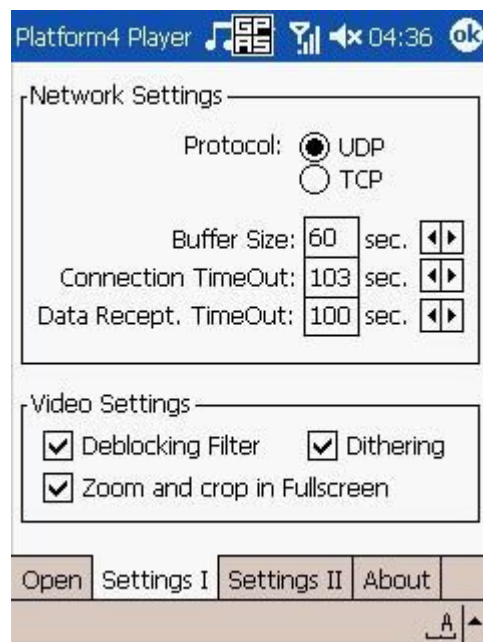 Platform4 Player GPRS 04:36 ok
Network Settings
Protocol: UDP
TCP
Buffer Size: 60 sec.
Connection TimeOut: 103 sec.
Data Recept. TimeOut: 100 sec.
Video Settings
Deblocking Filter Dithering
Zoom and crop in Fullscreen
Open Settings I Settings II About
A